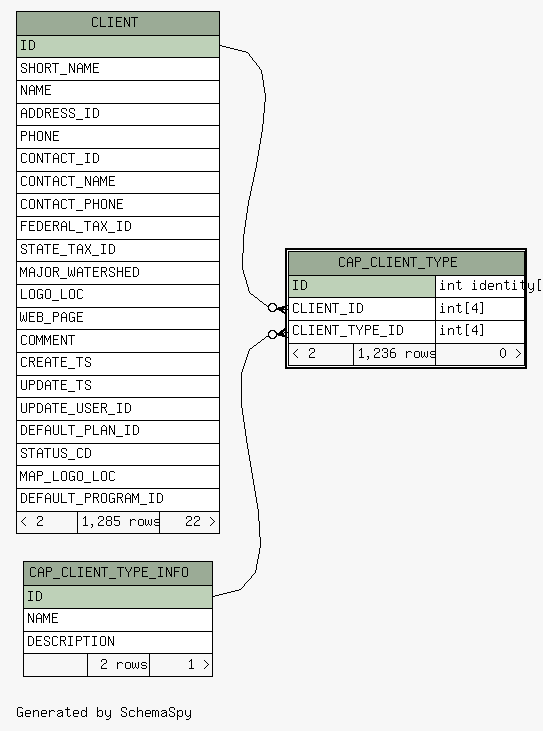 CLIENT
ID
SHORT_NAME
NAME
ADDRESS_ID
PHONE
CONTACT_ID
CONTACT_NAME
CONTACT_PHONE
FEDERAL_TAX_ID
STATE_TAX_ID
MAJOR_WATERSHED
LOGO_LOC
WEB_PAGE
COMMENT
CREATE_TS
UPDATE_TS
UPDATE_USER_ID
DEFAULT_PLAN_ID
STATUS_CD
MAP_LOGO_LOC
DEFAULT_PROGRAM_ID
< 2 1,285 rows 22 >
CAP_CLIENT_TYPE
ID int identity[
CLIENT_ID int[4]
CLIENT_TYPE_ID int[4]
< 2 1,236 rows 0 >
CAP_CLIENT_TYPE_INFO
ID
NAME
DESCRIPTION
2 rows 1 >
Generated by SchemaSpy